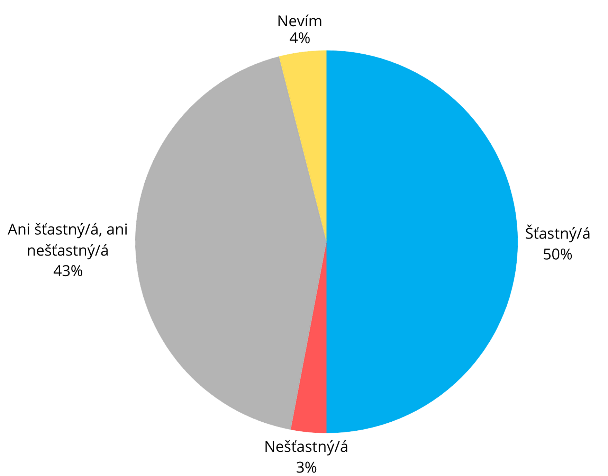 Nevím
4%
Ani šťastný/á, ani
nešťastný/á
43%
Šťastný/á
50%
Nešťastný/á
3%